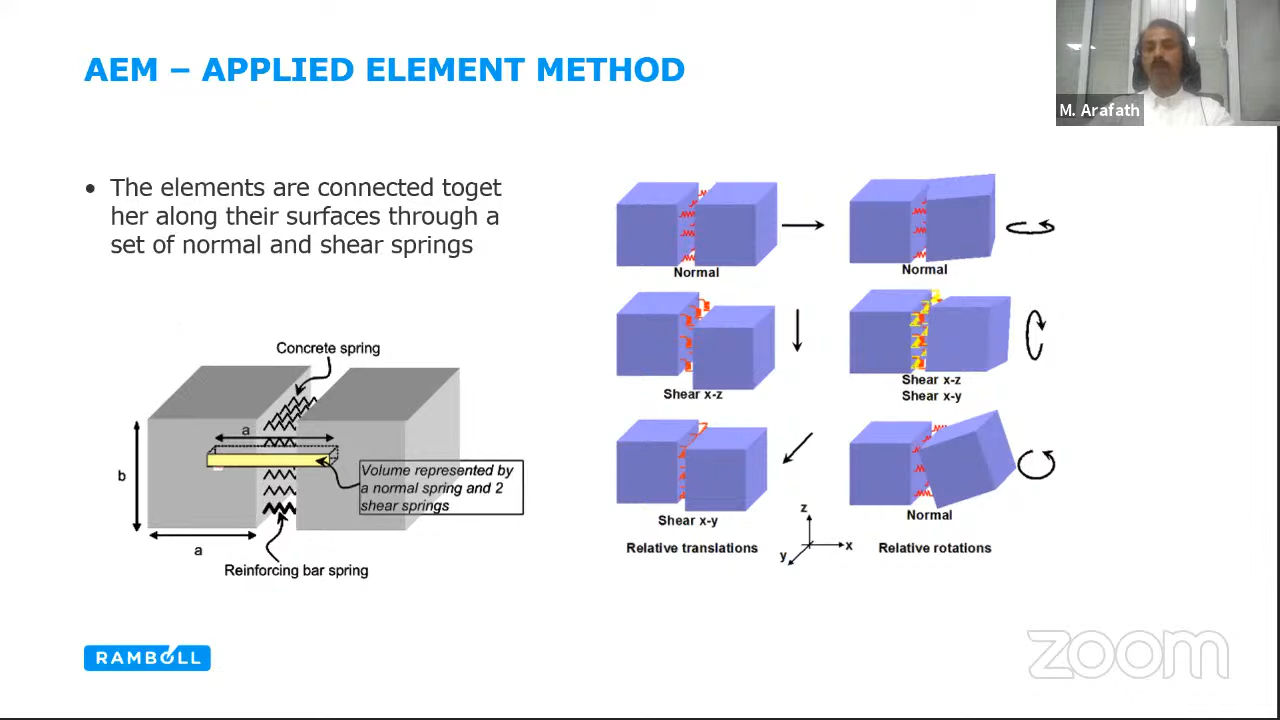 AEM – APPLIED ELEMENT METHOD
M. Arafath
• The elements are connected toget
her along their surfaces through a
set of normal and shear springs
Concrete spring
a
b
Volume represented by
a normal spring and 2
shear springs
a
Reinforcing bar spring
Normal
Normal
Shear x-z
Shear x-z
Shear x-y
Shear x-y
Normal
Relative translations
z
x
y
Relative rotations
RAMBOLL
zoom